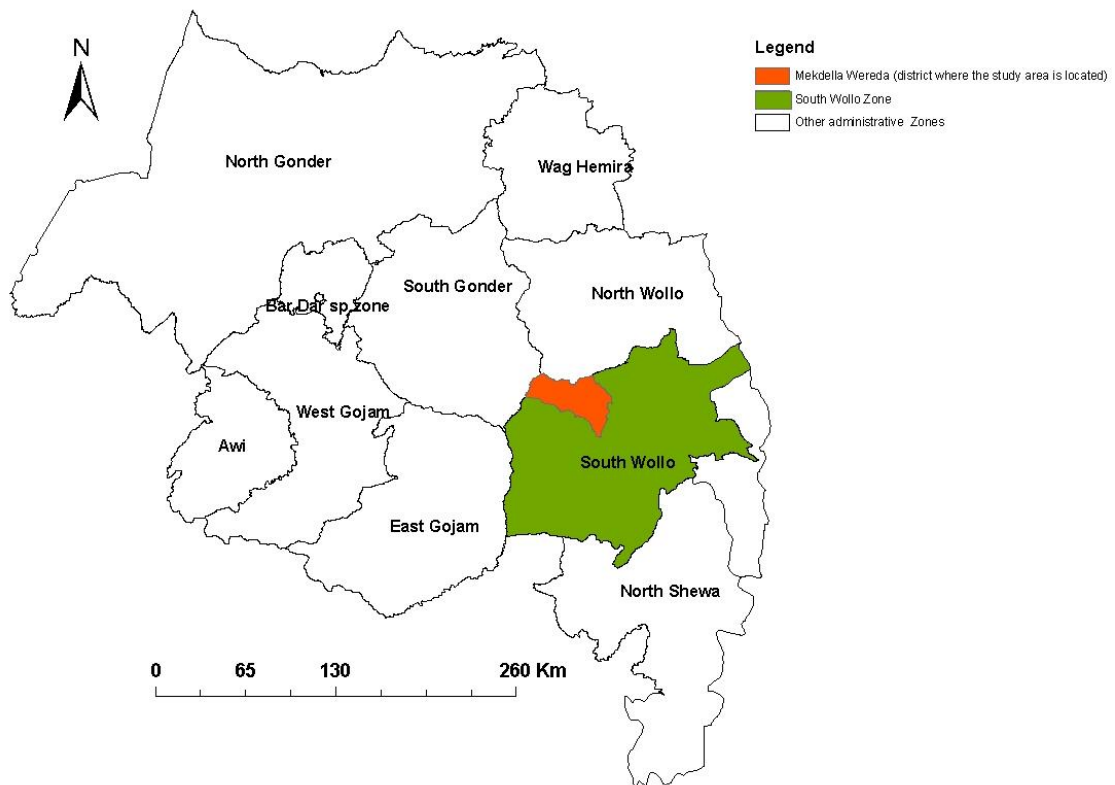 N
Legend
Mekdella Wereda (district where the study area is located)
South Wollo Zone
Other administrative Zones
North Gonder
Wag Hemira
South Gonder
North Wollo
Bar Dar sp zone
West Gojam
Awi
South Wollo
East Gojam
North Shewa
0 65 130 260 Km